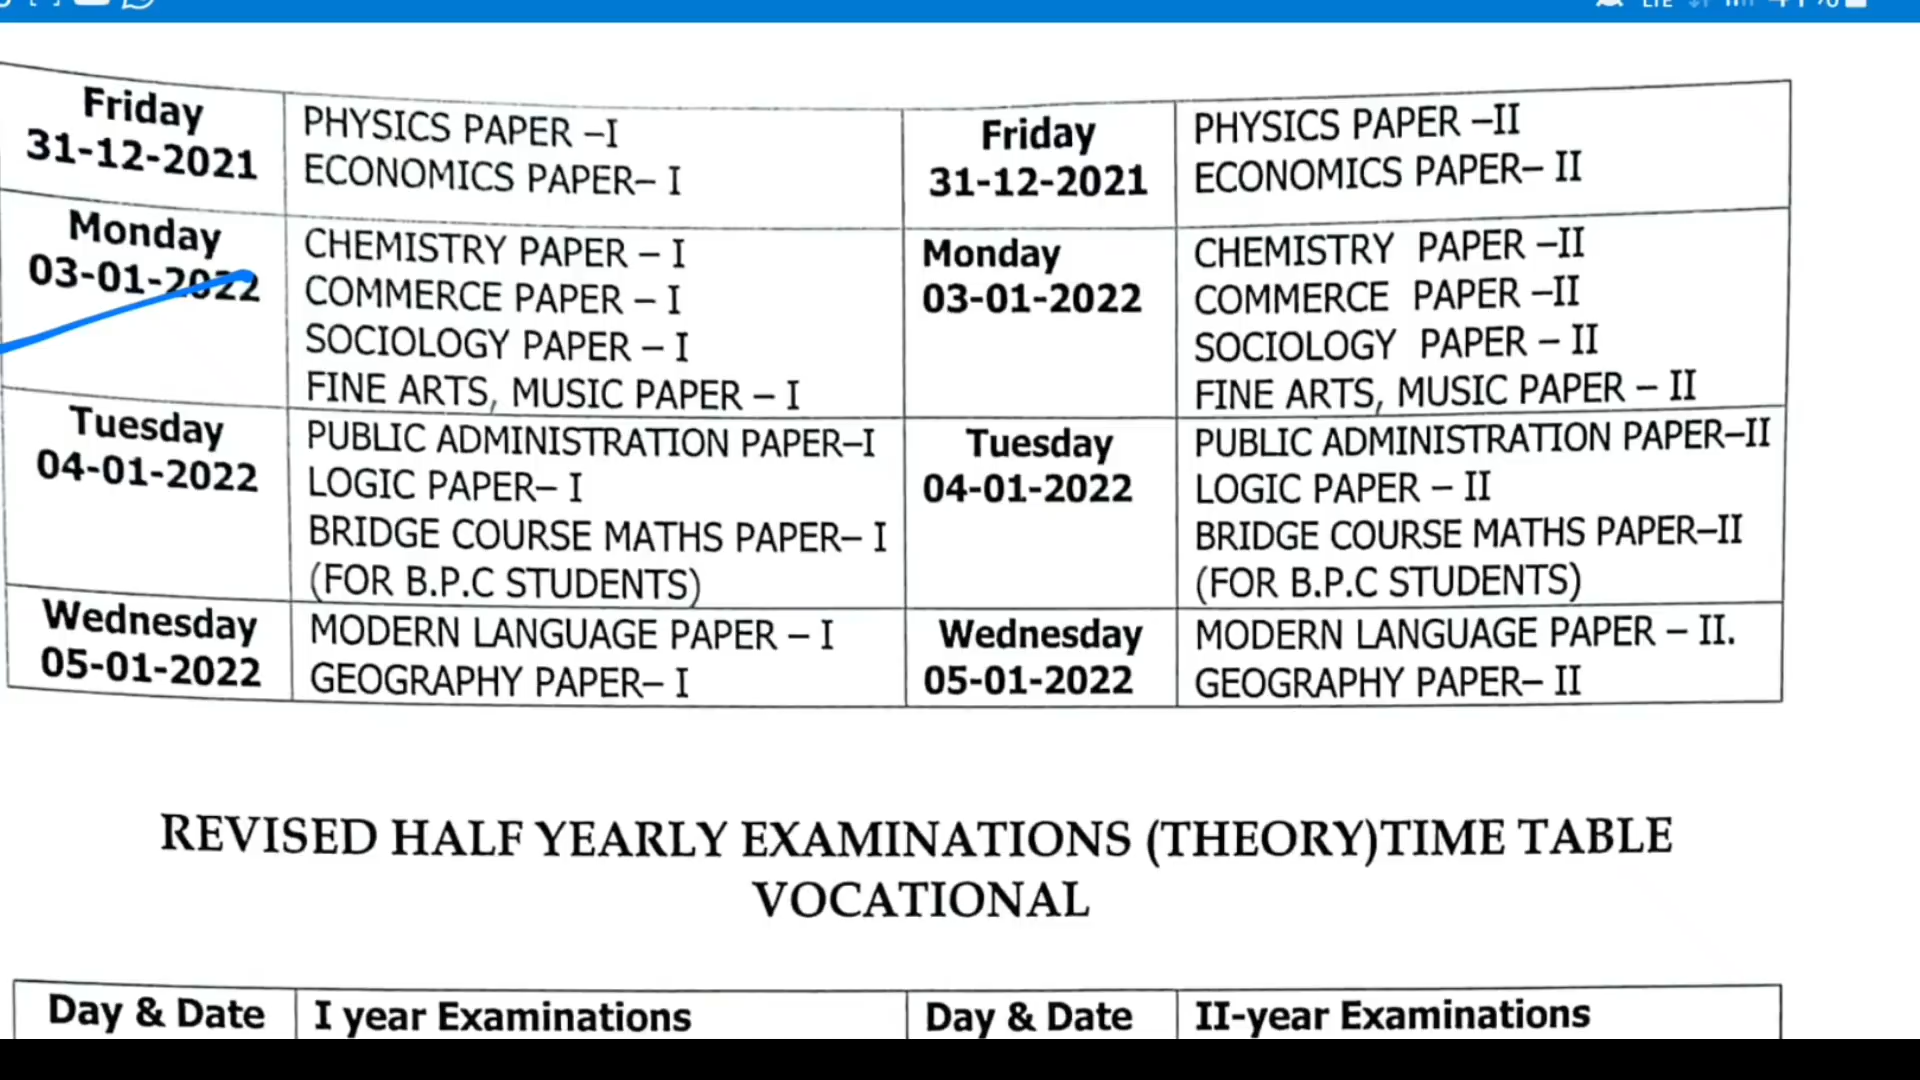 LTE
Friday
31-12-2021
PHYSICS PAPER –I
ECONOMICS PAPER– I
Friday
31-12-2021
PHYSICS PAPER –II
ECONOMICS PAPER– II
Monday
03-01-2022
CHEMISTRY PAPER – I
COMMERCE PAPER – I
SOCIOLOGY PAPER – I
FINE ARTS, MUSIC PAPER – I
Monday
03-01-2022
CHEMISTRY PAPER –II
COMMERCE PAPER –II
SOCIOLOGY PAPER – II
FINE ARTS, MUSIC PAPER – II
Tuesday
04-01-2022
PUBLIC ADMINISTRATION PAPER–I
LOGIC PAPER– I
BRIDGE COURSE MATHS PAPER– I
(FOR B.P.C STUDENTS)
Tuesday
04-01-2022
PUBLIC ADMINISTRATION PAPER–II
LOGIC PAPER – II
BRIDGE COURSE MATHS PAPER–II
(FOR B.P.C STUDENTS)
Wednesday
05-01-2022
MODERN LANGUAGE PAPER – I
GEOGRAPHY PAPER– I
Wednesday
05-01-2022
MODERN LANGUAGE PAPER – II.
GEOGRAPHY PAPER– II
REVISED HALF YEARLY EXAMINATIONS (THEORY)TIME TABLE
VOCATIONAL
Day & Date
I year Examinations
Day & Date
II-year Examinations